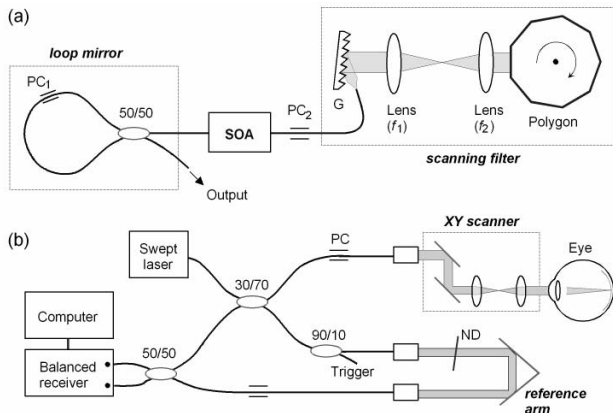 (a)
loop mirror
PC1
50/50
Output
SOA
PC2
G
Lens
(f1)
Lens
(f2)
Polygon
scanning filter
(b)
Swept
laser
30/70
PC
XY scanner
Eye
Computer
Balanced
receiver
50/50
90/10
Trigger
ND
reference
arm